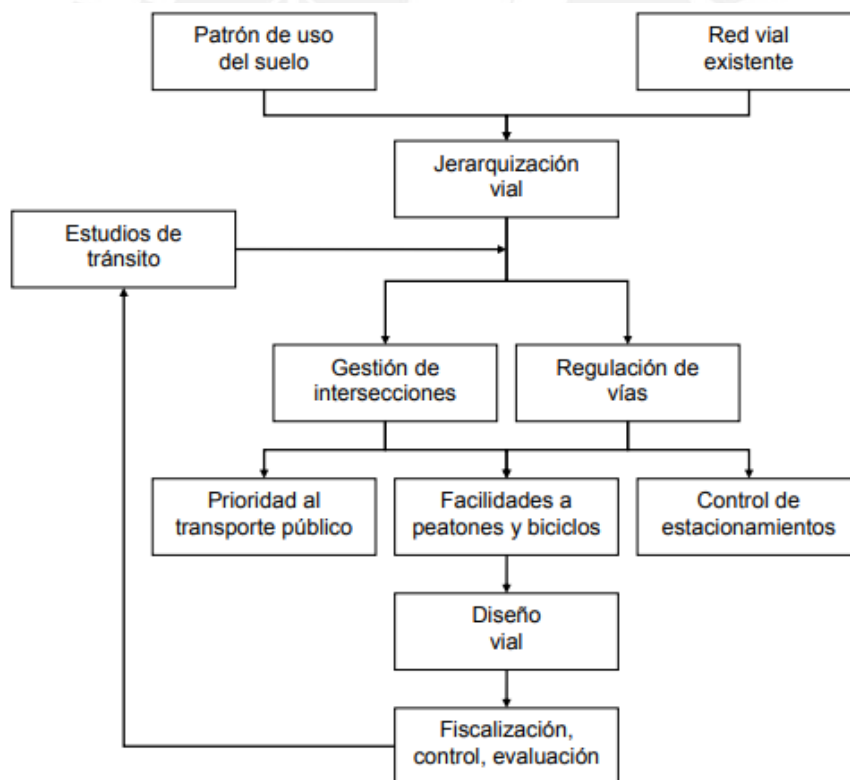 Patrón de uso
del suelo
Red vial
existente
Jerarquización
vial
Estudios de
tránsito
Gestión de
intersecciones
Regulación de
vías
Prioridad al
transporte público
Facilidades a
peatones y biciclos
Control de
estacionamientos
Diseño
vial
Fiscalización,
control, evaluación